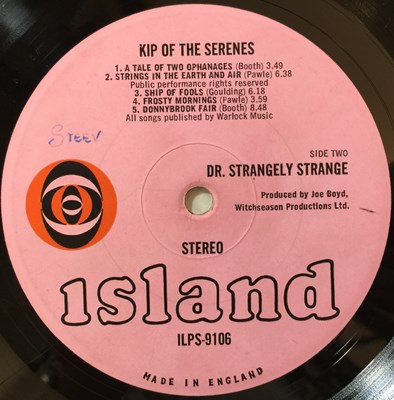 KIP OF THE SERENES
1. A TALE OF TWO OPHANAGES (Booth) 3.49
2. STRINGS IN THE EARTH AND AIR (Pawle) 6.38
Public performance rights reserved
3. SHIP OF FOOLS (Goulding) 6.18
4. FROSTY MORNINGS (Pawle) 3.59
5. DONNYBROOK FAIR (Booth) 8.48
All songs published by Warlock Music
STEEV
SIDE TWO
DR. STRANGELY STRANGE
Produced by Joe Boyd,
Witchseason Productions Ltd.
STEREO
island
ILPS-9106
MADE IN ENGLAND